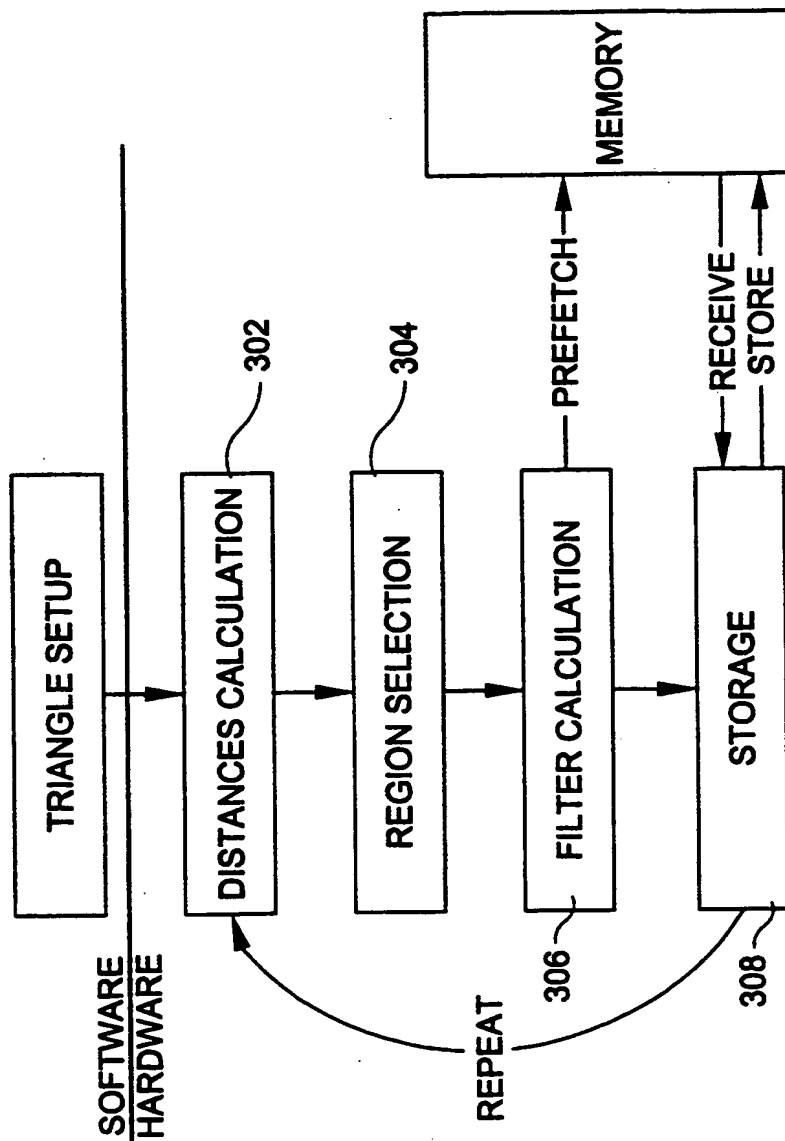 SOFTWARE
HARDWARE
TRIANGLE SETUP
DISTANCES CALCULATION
302
REGION SELECTION
304
FILTER CALCULATION
306
PREFETCH
MEMORY
STORAGE
308
RECEIVE
STORE
REPEAT